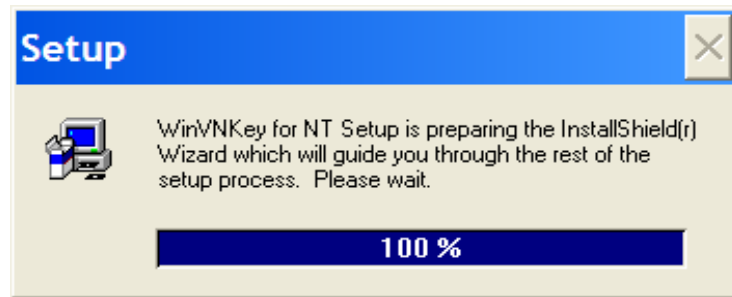 Setup
WinVNKey for NT Setup is preparing the InstallShield(r)
Wizard which will guide you through the rest of the
setup process.  Please wait.
100 %